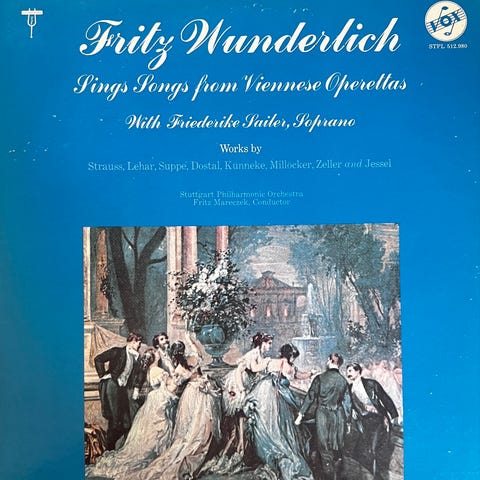 VOX
STPL 512.980
Fritz Wunderlich
Sings Songs from Viennese Operettas
With Friederike Sailer, Soprano
Works by
Strauss, Lehar, Suppé, Dostal, Künneke, Millocker, Zeller and Jessel
Stuttgart Philharmonic Orchestra
Fritz Mareczek, Conductor